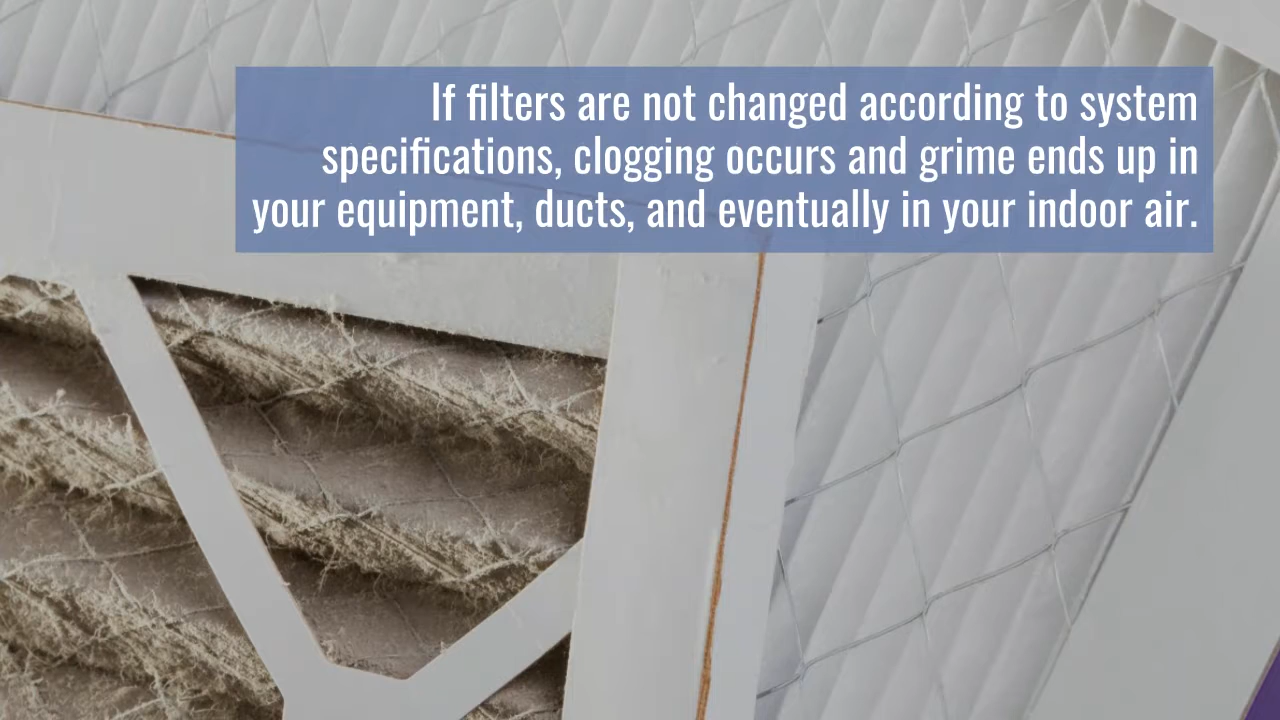 If filters are not changed according to system
specifications, clogging occurs and grime ends up in
your equipment, ducts, and eventually in your indoor air.